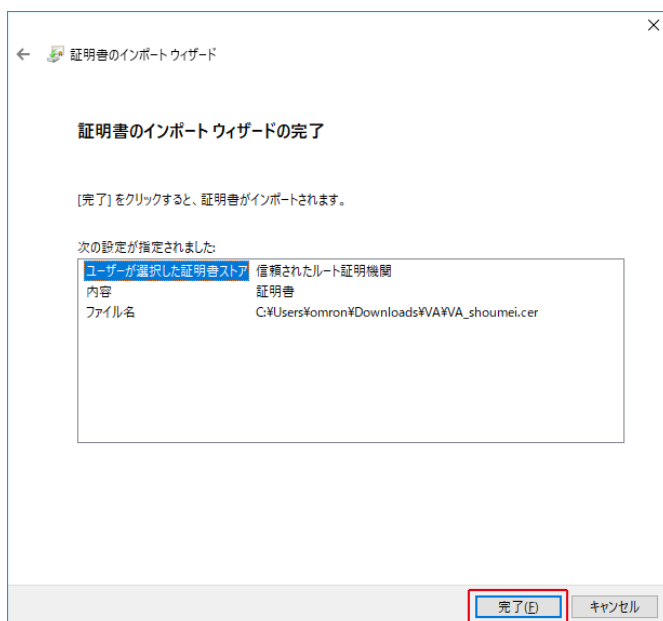 証明書のインポート ウィザード
証明書のインポート ウィザードの完了
[完了] をクリックすると、証明書がインポートされます。
次の設定が指定されました:
ユーザーが選択した証明書ストア 信頼されたルート証明機関
内容 証明書
ファイル名 C:¥Users¥omron¥Downloads¥VA¥VA_shoumei.cer
完了(F) キャンセル